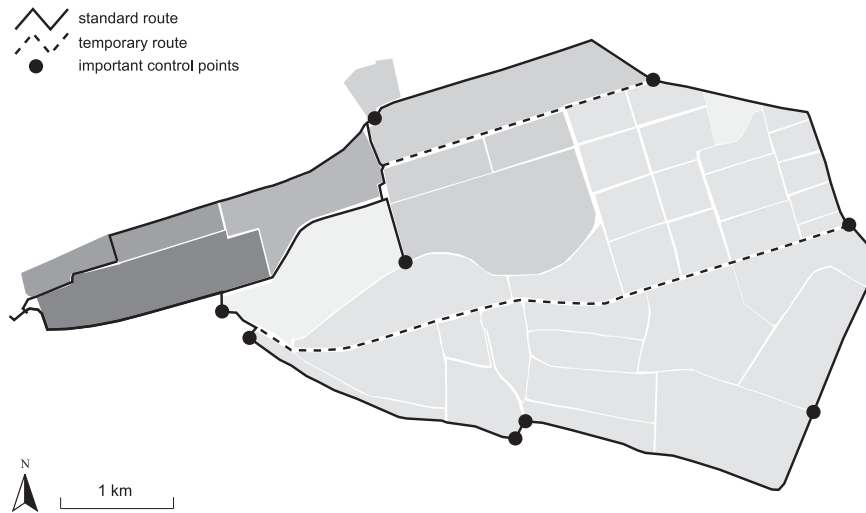 standard route
temporary route
important control points
N
1 km